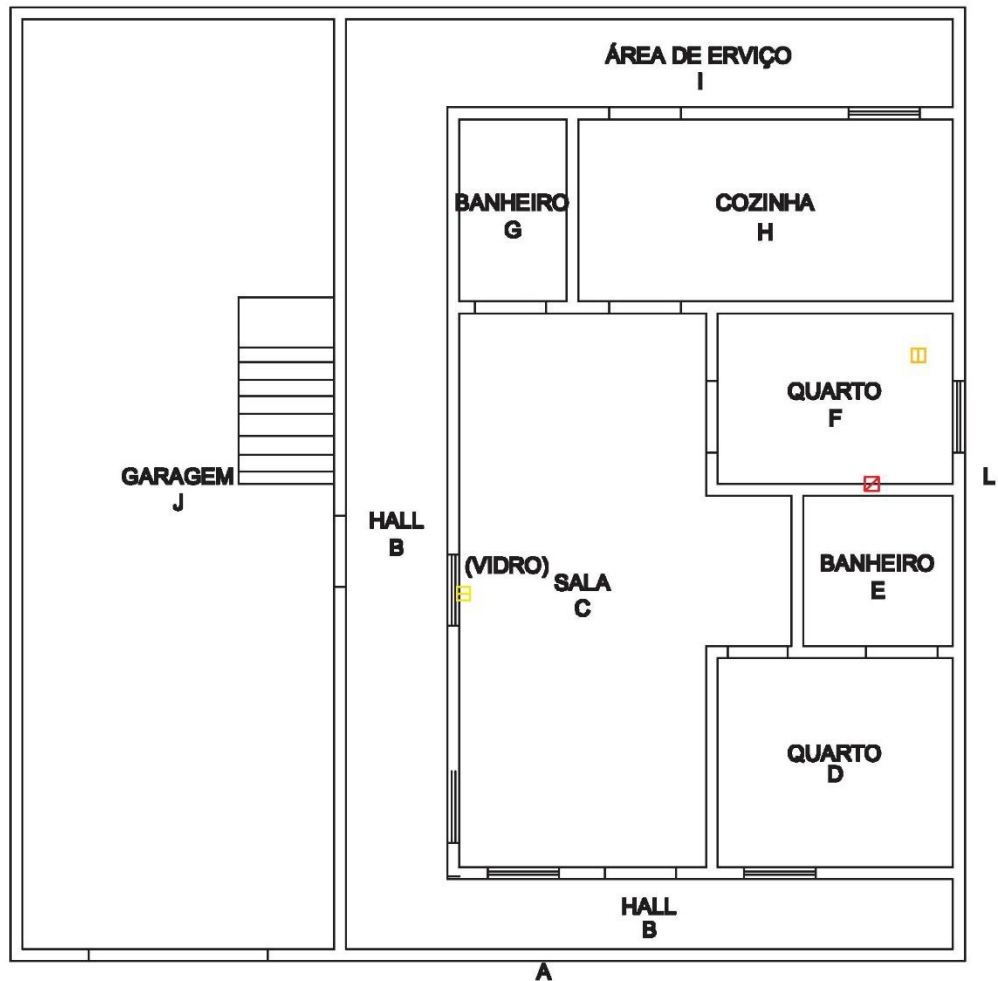 ÁREA DE ERVIÇO
I
BANHEIRO
G
COZINHA
H
QUARTO
F
GARAGEM
J
L
HALL
B
(VIDRO)
SALA
C
BANHEIRO
E
QUARTO
D
HALL
B
A